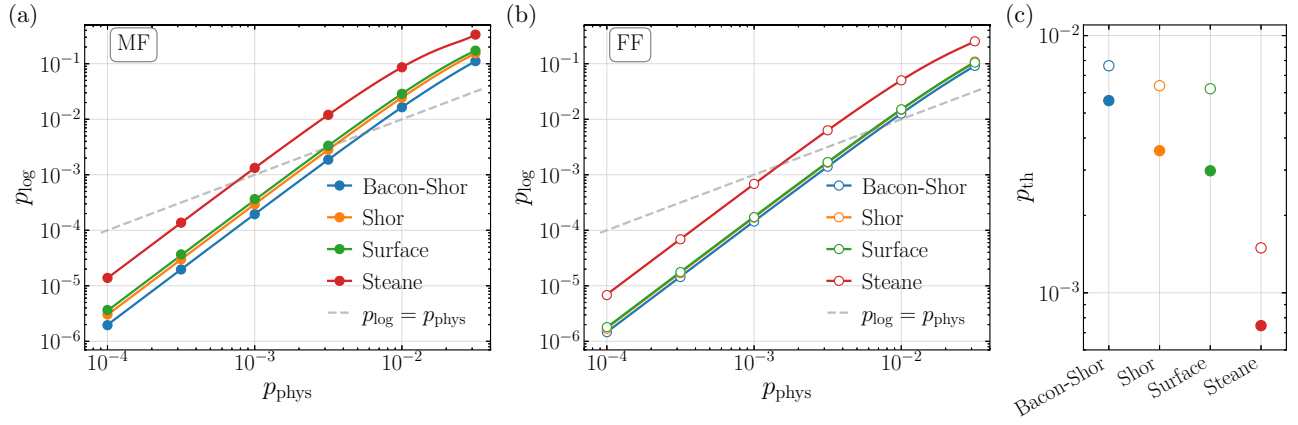 (a)
MF
10⁻¹
10⁻²
10⁻³
10⁻⁴
10⁻⁵
10⁻⁶
p_log
Bacon-Shor
Shor
Surface
Steane
p_log = p_phys
10⁻⁴
10⁻³
10⁻²
p_phys
(b)
FF
10⁻¹
10⁻²
10⁻³
10⁻⁴
10⁻⁵
10⁻⁶
p_log
Bacon-Shor
Shor
Surface
Steane
p_log = p_phys
10⁻⁴
10⁻³
10⁻²
p_phys
(c)
10⁻²
10⁻³
p_th
Bacon-Shor
Shor
Surface
Steane